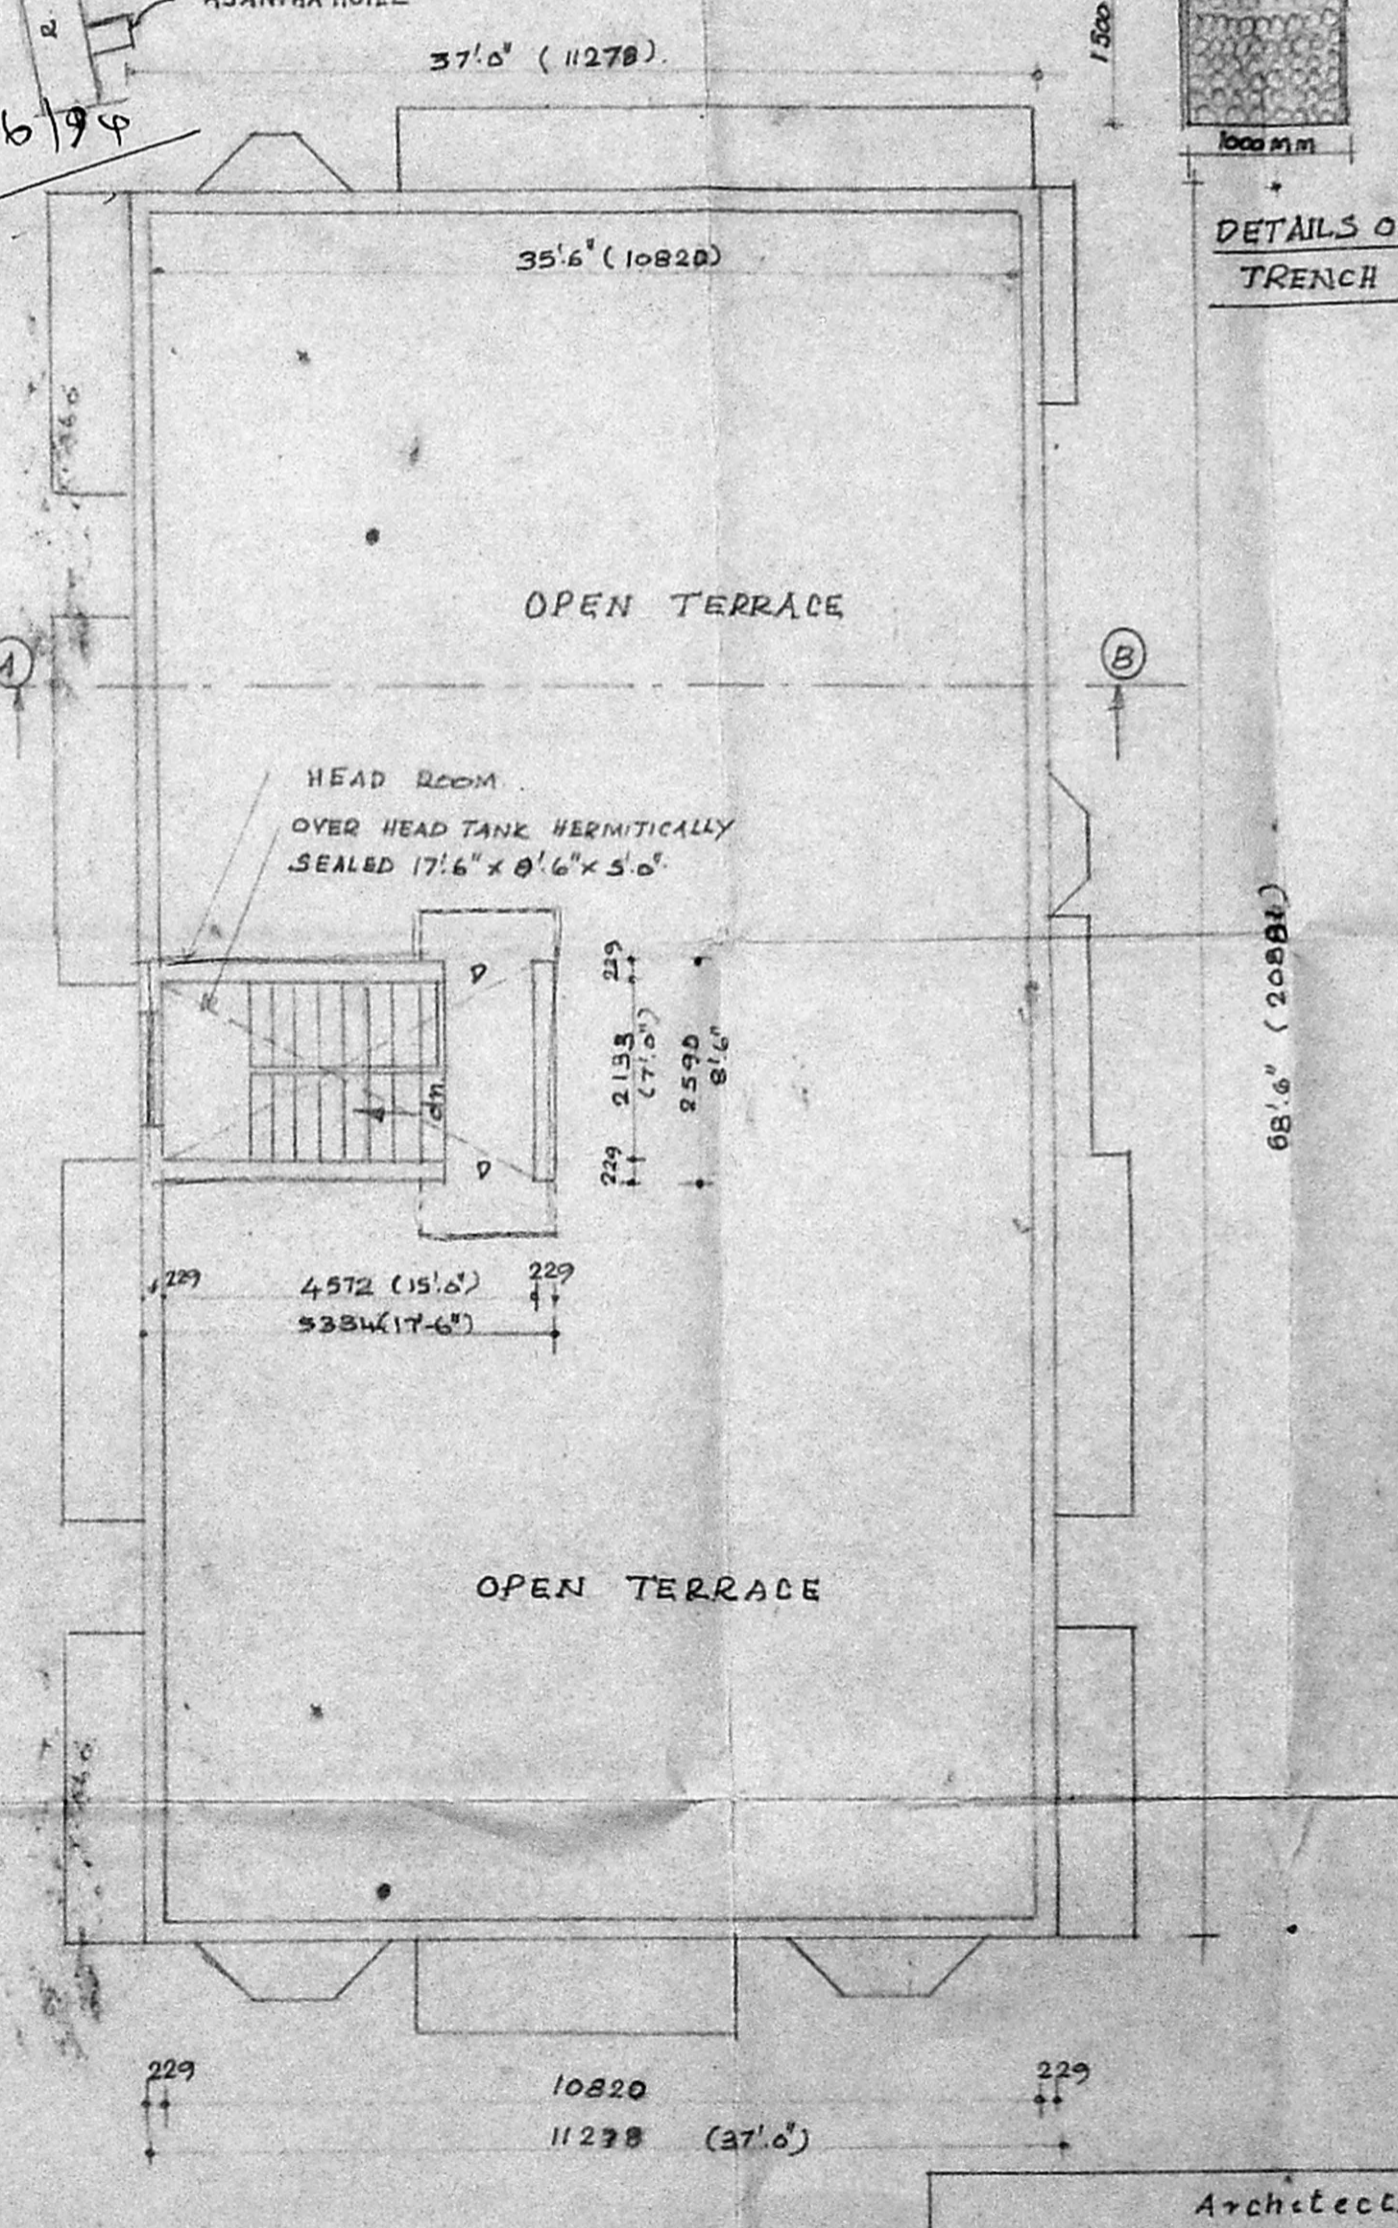 37'.0" (11278).
1500
6/94
1000mm
DETAILS O
TRENCH
35'.6" (10820)
OPEN TERRACE
A
B
HEAD ROOM
OVER HEAD TANK HERMITICALLY
SEALED 17'.6" x 8'.6" x 5'.0"
D
229
2133
(7'.0")
229
2590
8'.6"
up/dn
D
68'.6" (20881)
229
4572 (15'.0")
229
5334(17'-6")
OPEN TERRACE
229
10820
229
11278 (37'.0")
Architect